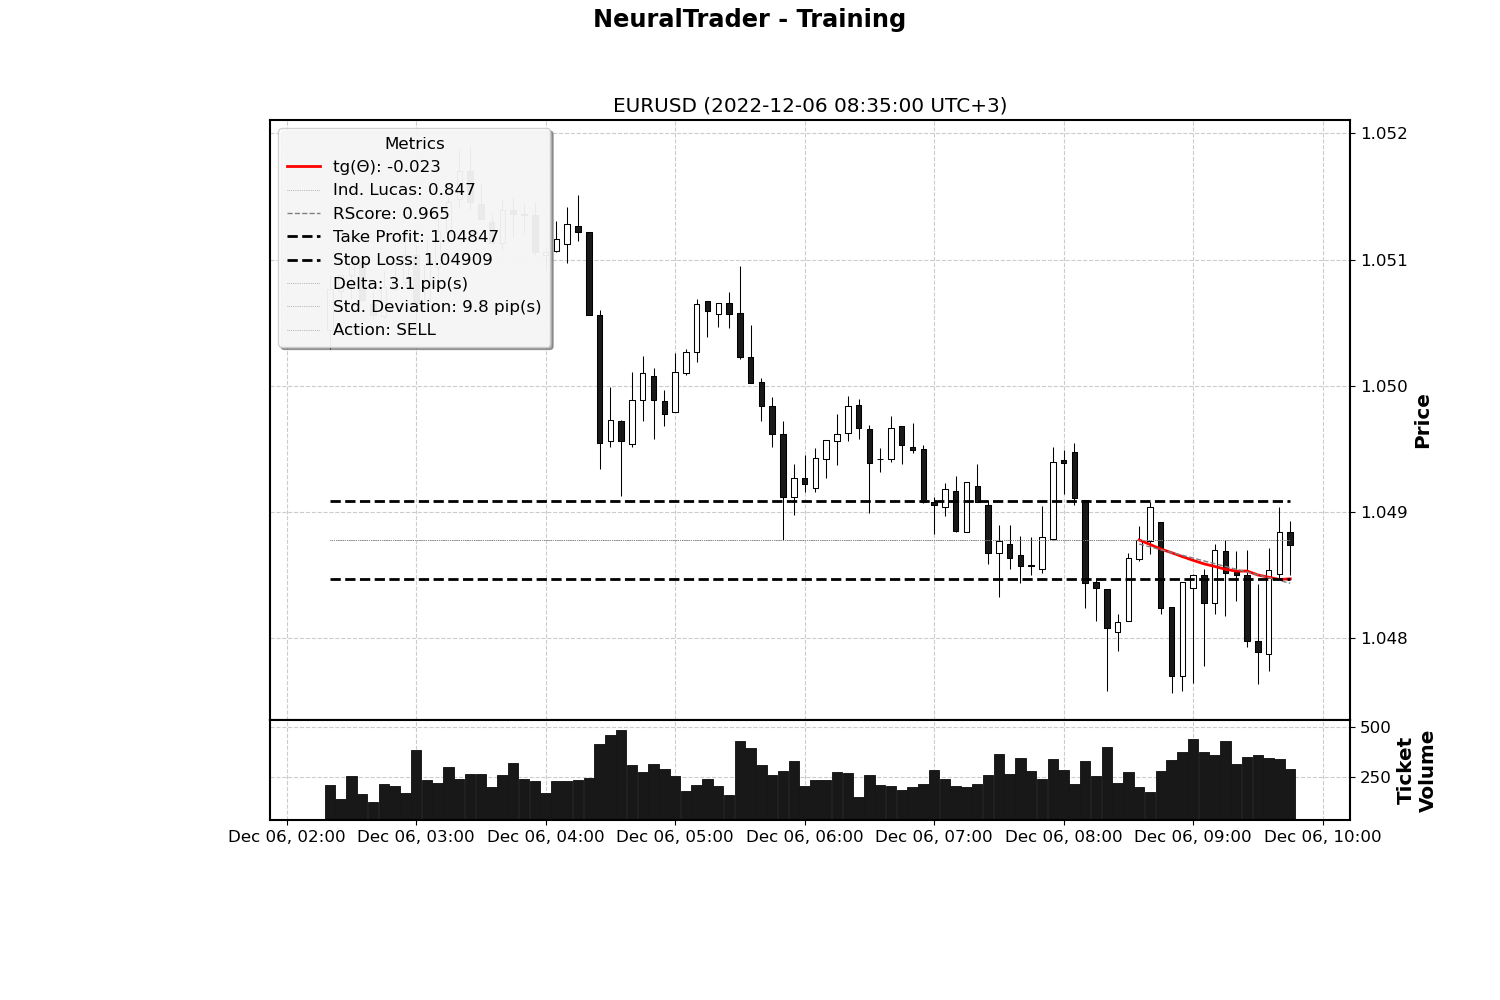 NeuralTrader - Training
EURUSD (2022-12-06 08:35:00 UTC+3)
Metrics
tg(Θ): -0.023
Ind. Lucas: 0.847
RScore: 0.965
Take Profit: 1.04847
Stop Loss: 1.04909
Delta: 3.1 pip(s)
Std. Deviation: 9.8 pip(s)
Action: SELL
1.052
1.051
1.050
1.049
1.048
Price
500
250
Ticket
Volume
Dec 06, 02:00 Dec 06, 03:00 Dec 06, 04:00 Dec 06, 05:00 Dec 06, 06:00 Dec 06, 07:00 Dec 06, 08:00 Dec 06, 09:00 Dec 06, 10:00